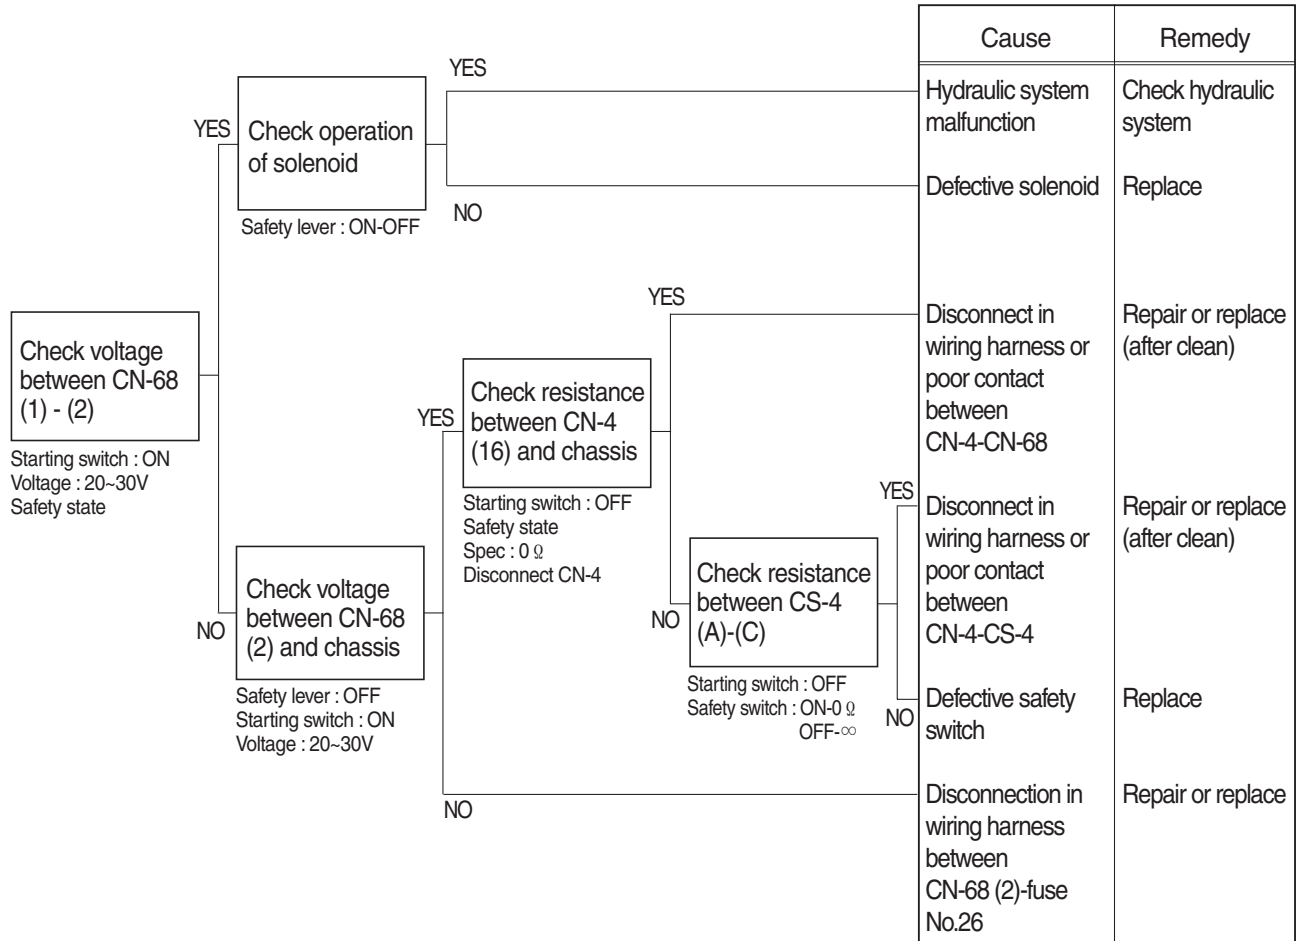 Cause
Remedy
YES
Hydraulic system
malfunction
Check hydraulic
system
YES
Check operation
of solenoid
Defective solenoid
Replace
NO
Safety lever : ON-OFF
YES
Disconnect in
wiring harness or
poor contact
between
CN-4-CN-68
Repair or replace
(after clean)
Check voltage
between CN-68
(1) - (2)
Starting switch : ON
Voltage : 20~30V
Safety state
YES
Check resistance
between CN-4
(16) and chassis
Starting switch : OFF
Safety state
Spec : 0 Ω
Disconnect CN-4
YES
Disconnect in
wiring harness or
poor contact
between
CN-4-CS-4
Repair or replace
(after clean)
NO
Check voltage
between CN-68
(2) and chassis
Safety lever : OFF
Starting switch : ON
Voltage : 20~30V
NO
Check resistance
between CS-4
(A)-(C)
Starting switch : OFF
Safety switch : ON-0 Ω
OFF-∞
NO
Defective safety
switch
Replace
NO
Disconnection in
wiring harness
between
CN-68 (2)-fuse
No.26
Repair or replace